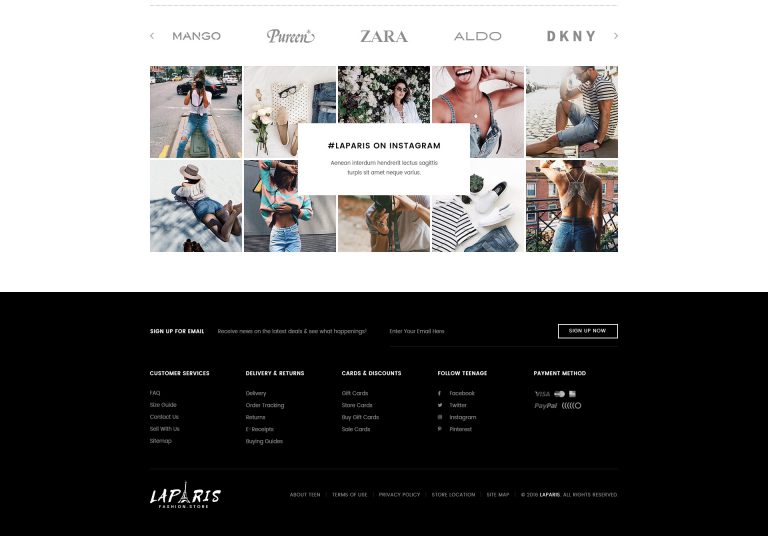 MANGO
Pureen
ZARA
ALDO
DKNY
#LAPARIS ON INSTAGRAM
Aenean interdum hendrerit lectus sagittis
turpis sit amet neque varius.
SIGN UP FOR EMAIL
Receive news on the latest deals & see what happenings?
Enter Your Email Here
SIGN UP NOW
CUSTOMER SERVICES
FAQ
Size Guide
Contact Us
Sell With Us
Sitemap
DELIVERY & RETURNS
Delivery
Order Tracking
Returns
E- Receipts
Buying Guides
CARDS & DISCOUNTS
Gift Cards
Store Cards
Buy Gift Cards
Sale Cards
FOLLOW TEENAGE
Facebook
Twitter
Instagram
Pinterest
PAYMENT METHOD
VISA
PayPal
LAPARIS
FASHION STORE
ABOUT TEEN | TERMS OF USE | PRIVACY POLICY | STORE LOCATION | SITE MAP | © 2016 LAPARIS. ALL RIGHTS RESERVED.